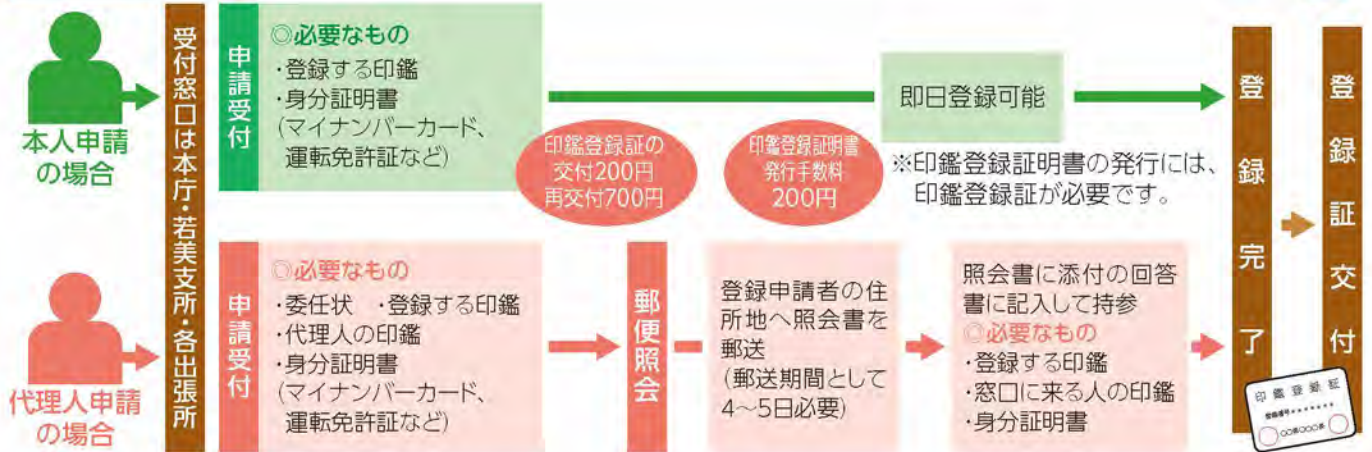 本人申請
の場合
代理人申請
の場合
受付窓口は本庁・若美支所・各出張所
申請受付
◎必要なもの
・登録する印鑑
・身分証明書
(マイナンバーカード、
運転免許証など)
印鑑登録証の
交付200円
再交付700円
印鑑登録証明書
発行手数料
200円
即日登録可能
※印鑑登録証明書の発行には、
印鑑登録証が必要です。
申請受付
◎必要なもの
・委任状 ・登録する印鑑
・代理人の印鑑
・身分証明書
(マイナンバーカード、
運転免許証など)
郵便照会
登録申請者の住
所地へ照会書を
郵送
(郵送期間として
4～5日必要)
照会書に添付の回答
書に記入して持参
◎必要なもの
・登録する印鑑
・窓口に来る人の印鑑
・身分証明書
登録完了
登録証交付
印鑑登録証